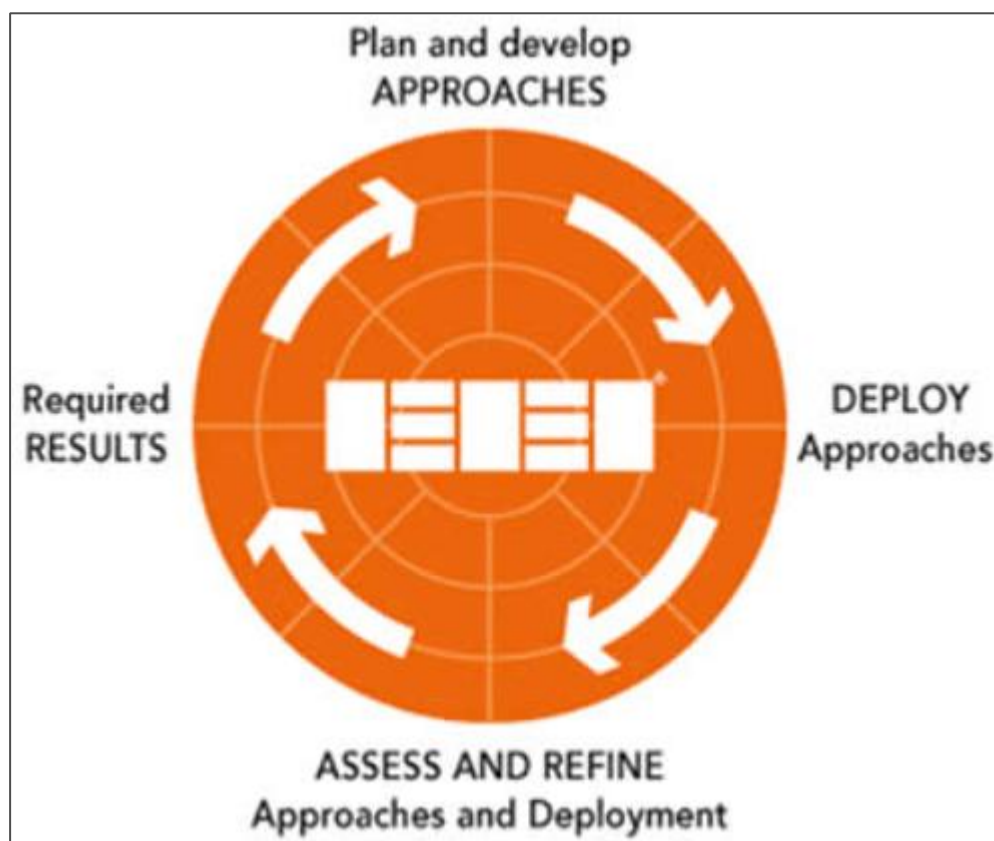 Plan and develop
APPROACHES
Required
RESULTS
DEPLOY
Approaches
ASSESS AND REFINE
Approaches and Deployment